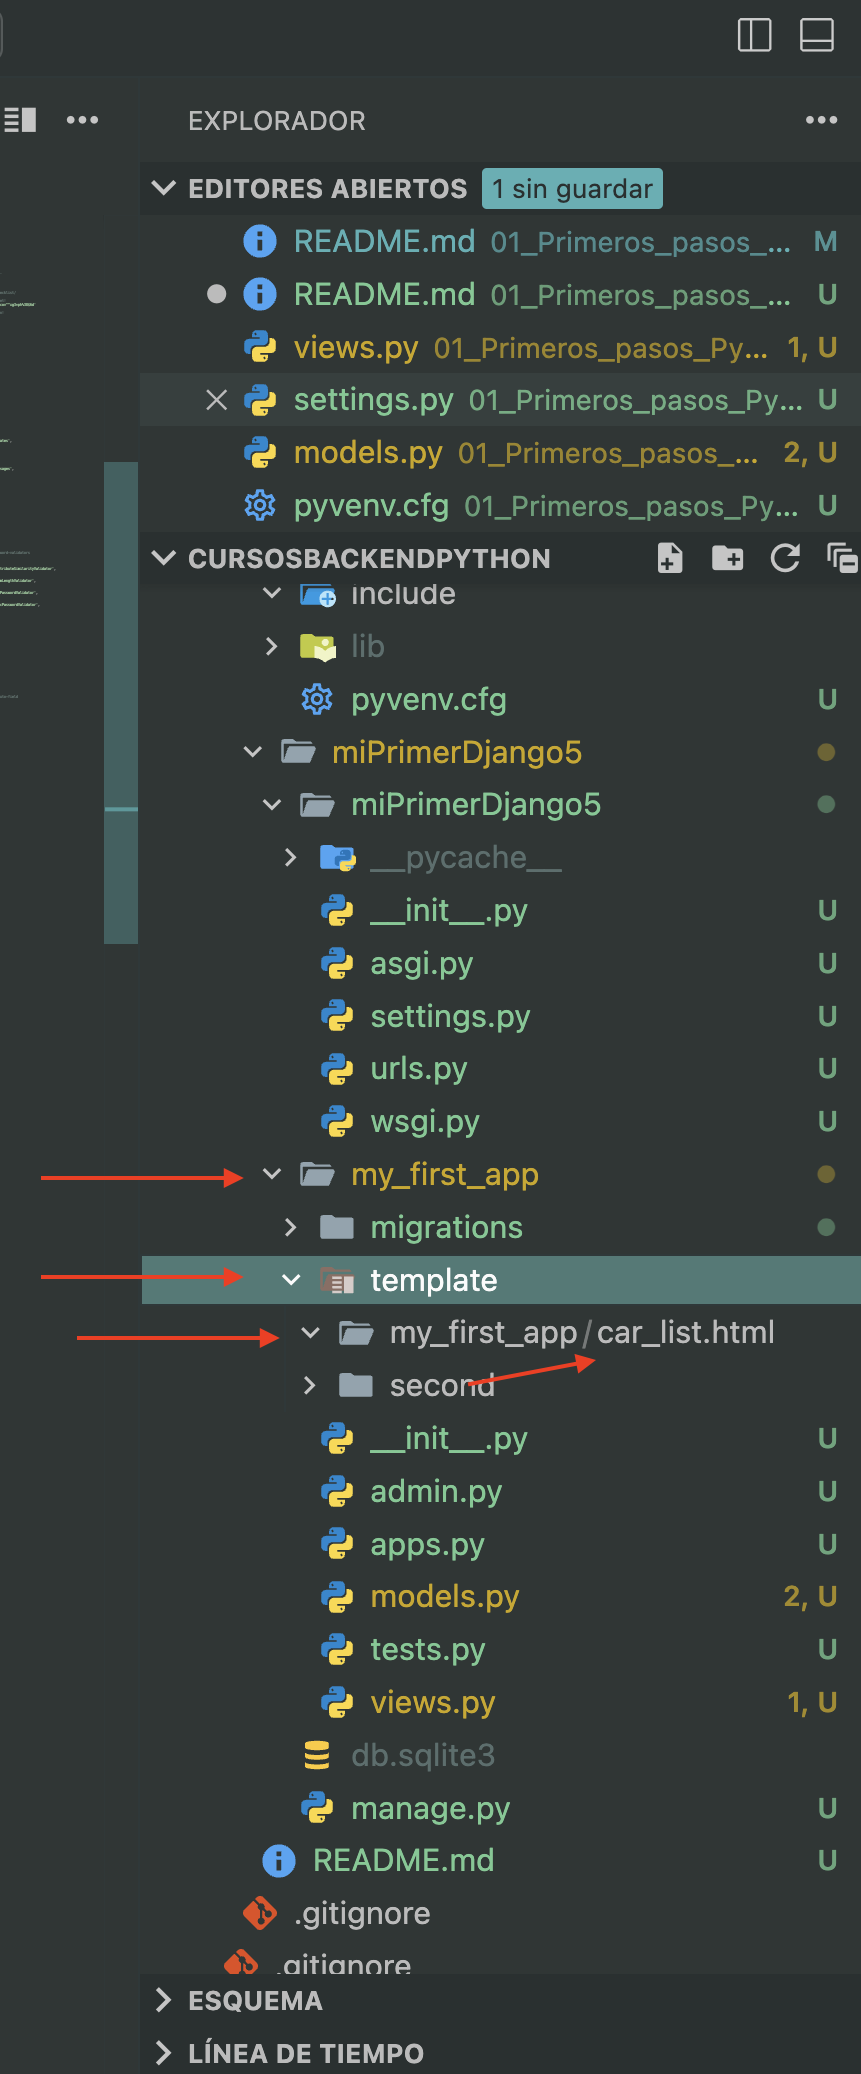 EXPLORADOR
EDITORES ABIERTOS 1 sin guardar
README.md 01_Primeros_pasos_... M
README.md 01_Primeros_pasos_... U
views.py 01_Primeros_pasos_Py... 1, U
settings.py 01_Primeros_pasos_Py... U
models.py 01_Primeros_pasos_... 2, U
pyvenv.cfg 01_Primeros_pasos_Py... U
CURSOSBACKENDPYTHON
include
lib
pyvenv.cfg U
miPrimerDjango5
miPrimerDjango5
__pycache__
__init__.py U
asgi.py U
settings.py U
urls.py U
wsgi.py U
my_first_app
migrations
template
my_first_app/car_list.html
second
__init__.py U
admin.py U
apps.py U
models.py 2, U
tests.py U
views.py 1, U
db.sqlite3
manage.py U
README.md U
.gitignore
.gitignore
ESQUEMA
LÍNEA DE TIEMPO